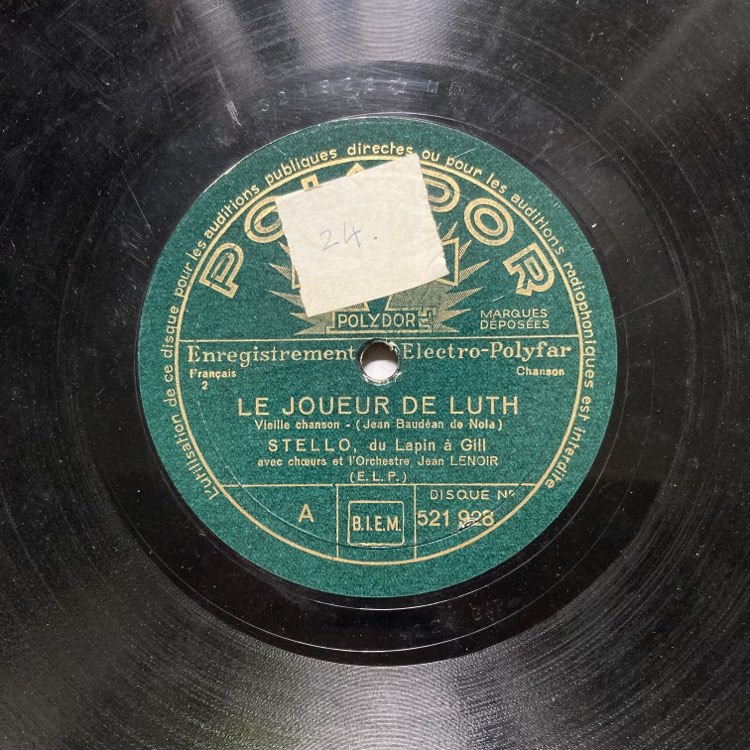 L'utilisation de ce disque pour les auditions publiques directes ou pour les auditions radiophoniques est interdite
24.
POLYDOR
MARQUES
DÉPOSÉES
Enregistrement Electro-Polyfar
Français
2
Chanson
LE JOUEUR DE LUTH
Vieille chanson - (Jean Baudéan de Nola)
STELLO, du Lapin à Gill
avec chœurs et l'Orchestre Jean LENOIR
(E.L.P.)
A
B.I.E.M.
DISQUE No
521 928